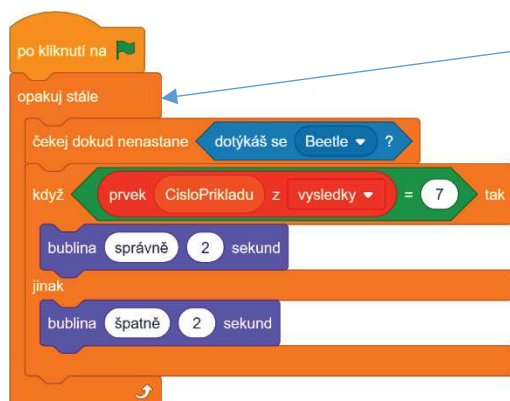 po kliknutí na
opakuj stále
čekej dokud nenastane dotýkáš se Beetle ?
když prvek CisloPrikladu z vysledky = 7 tak
bublina správně 2 sekund
jinak
bublina špatně 2 sekund